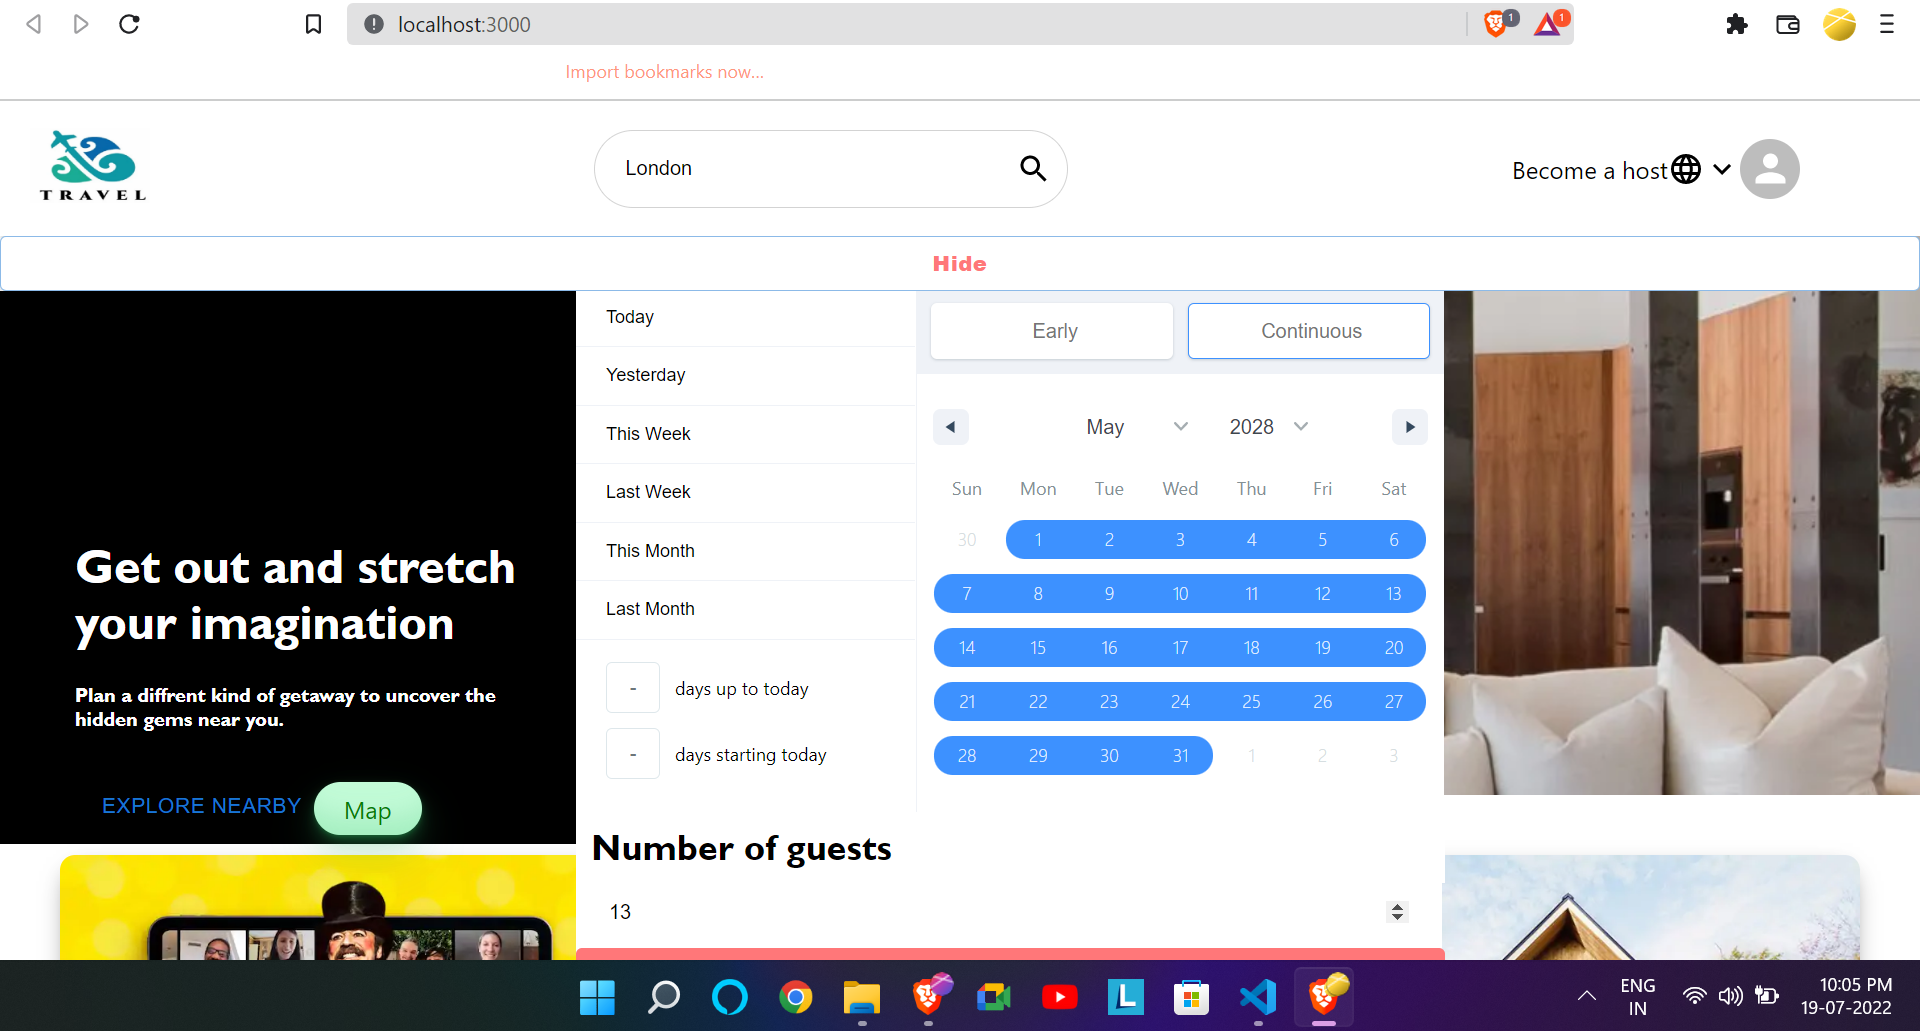 localhost:3000
1
1
Import bookmarks now...
TRAVEL
London
Become a host
Hide
Today
Yesterday
This Week
Last Week
This Month
Last Month
- days up to today
- days starting today
Early Continuous
May 2028
Sun Mon Tue Wed Thu Fri Sat
30 1 2 3 4 5 6
7 8 9 10 11 12 13
14 15 16 17 18 19 20
21 22 23 24 25 26 27
28 29 30 31 1 2 3
Get out and stretch
your imagination
Plan a diffrent kind of getaway to uncover the
hidden gems near you.
EXPLORE NEARBY Map
Number of guests
13
L
ENG
IN
10:05 PM
19-07-2022